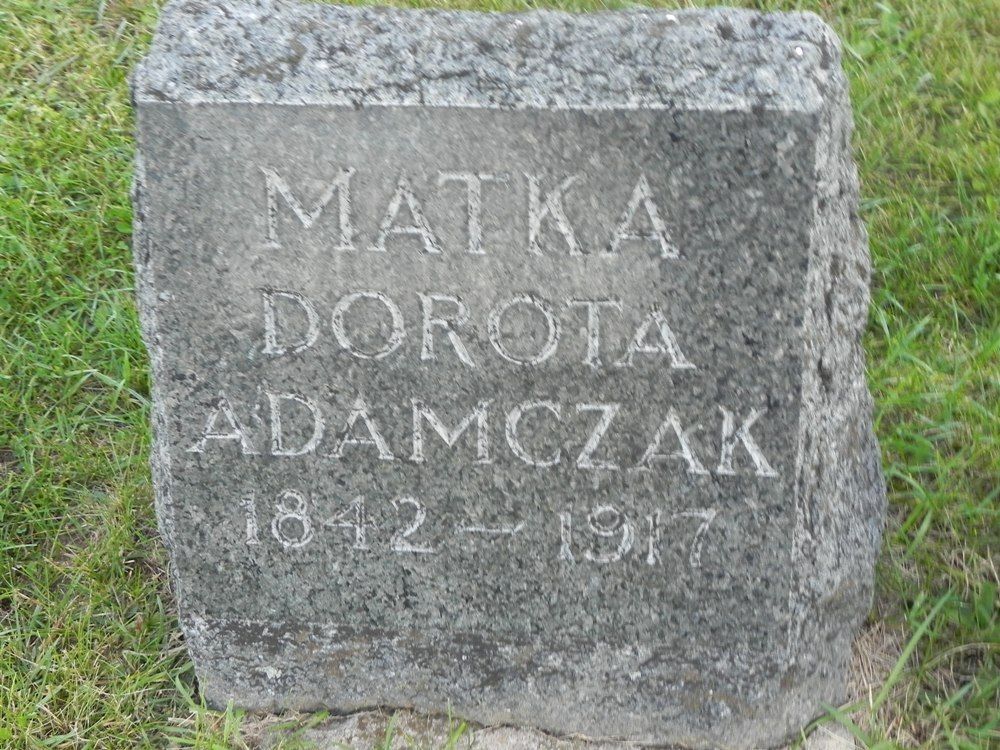 MATKA
DOROTA
ADAMCZAK
1842 — 1917